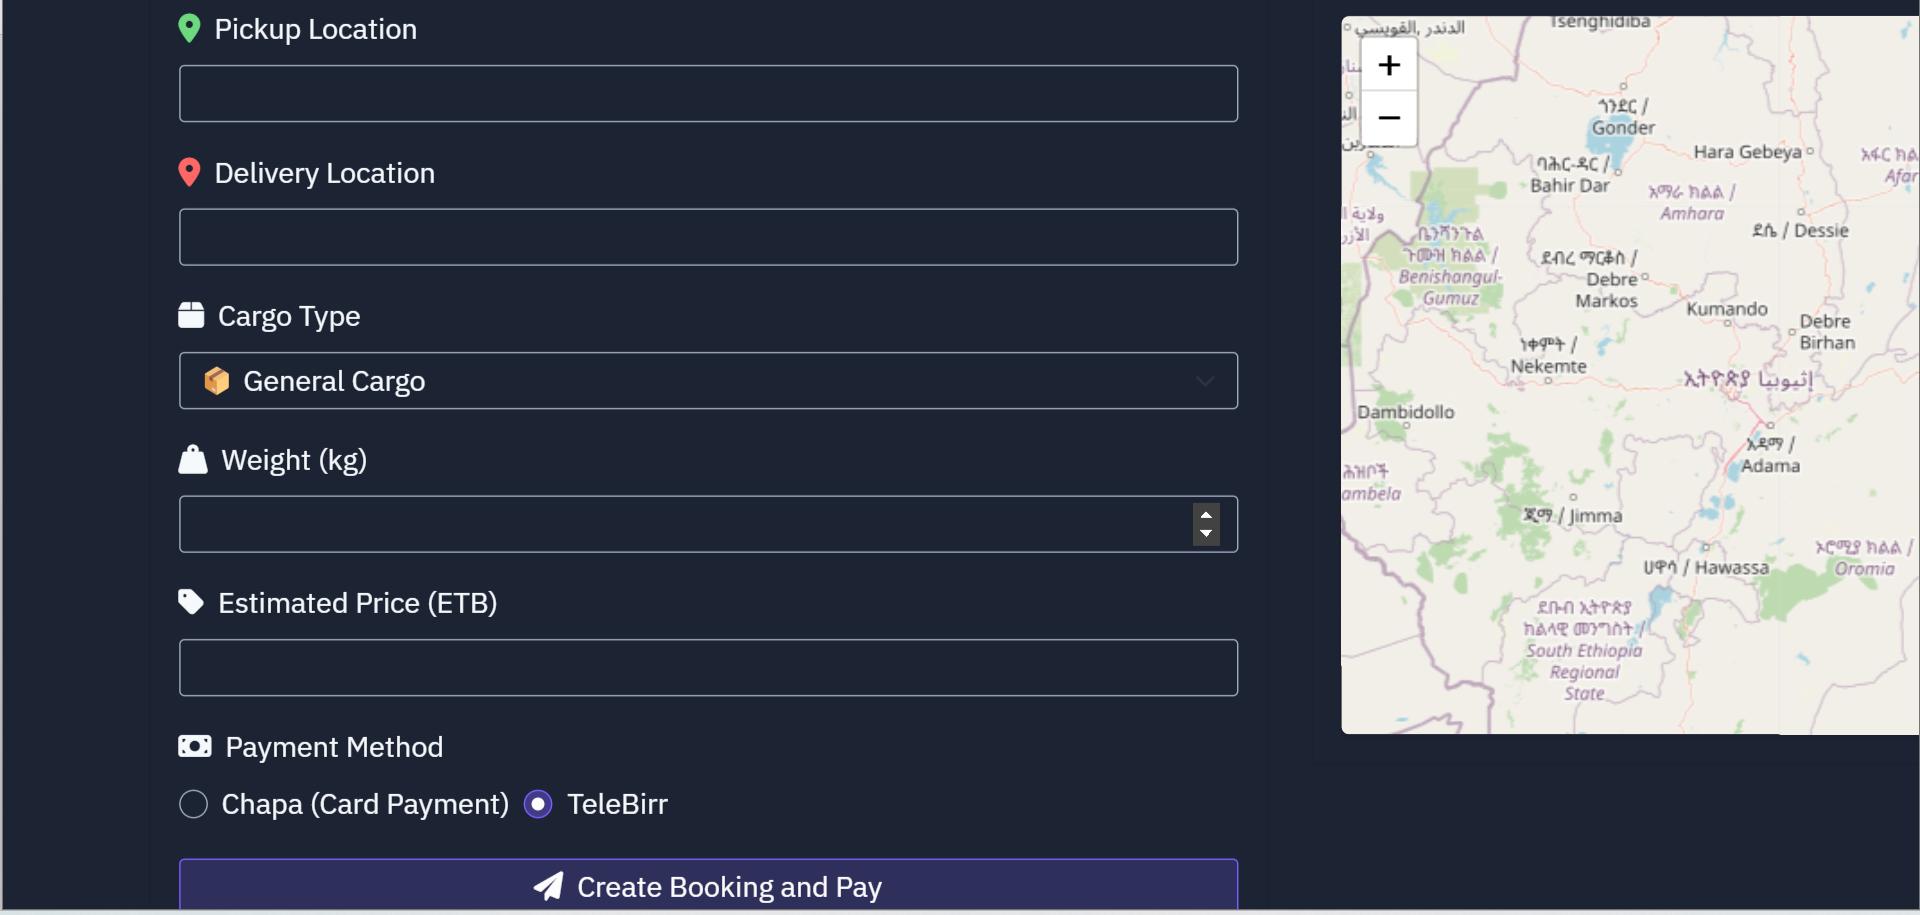 Pickup Location
Delivery Location
Cargo Type
General Cargo
Weight (kg)
Estimated Price (ETB)
Payment Method
Chapa (Card Payment)
TeleBirr
Create Booking and Pay
الدندر ,القويسي
Tsenghidiba
+
−
ጎንደር /
Gonder
Hara Gebeya
ባሕር-ዳር /
Bahir Dar
አማራ ክልል /
Amhara
አፋር ክል
Afar
ولاية ا
ደሴ / Dessie
ቤንሻንጉል
ጉሙዝ ክልል /
Benishangul-
Gumuz
ደብረ ማርቆስ /
Debre
Markos
Kumando
Debre
Birhan
ነቀምት /
Nekemte
ኢትዮጵያ إثيوبيا
Dambidollo
አዳማ /
Adama
ሕዝቦች
ambela
ጂማ / Jimma
ሀዋሳ / Hawassa
ኦሮሚያ ክልል /
Oromia
ደቡብ ኢትዮጵያ
ክልላዊ መንግስት /
South Ethiopia
Regional
State